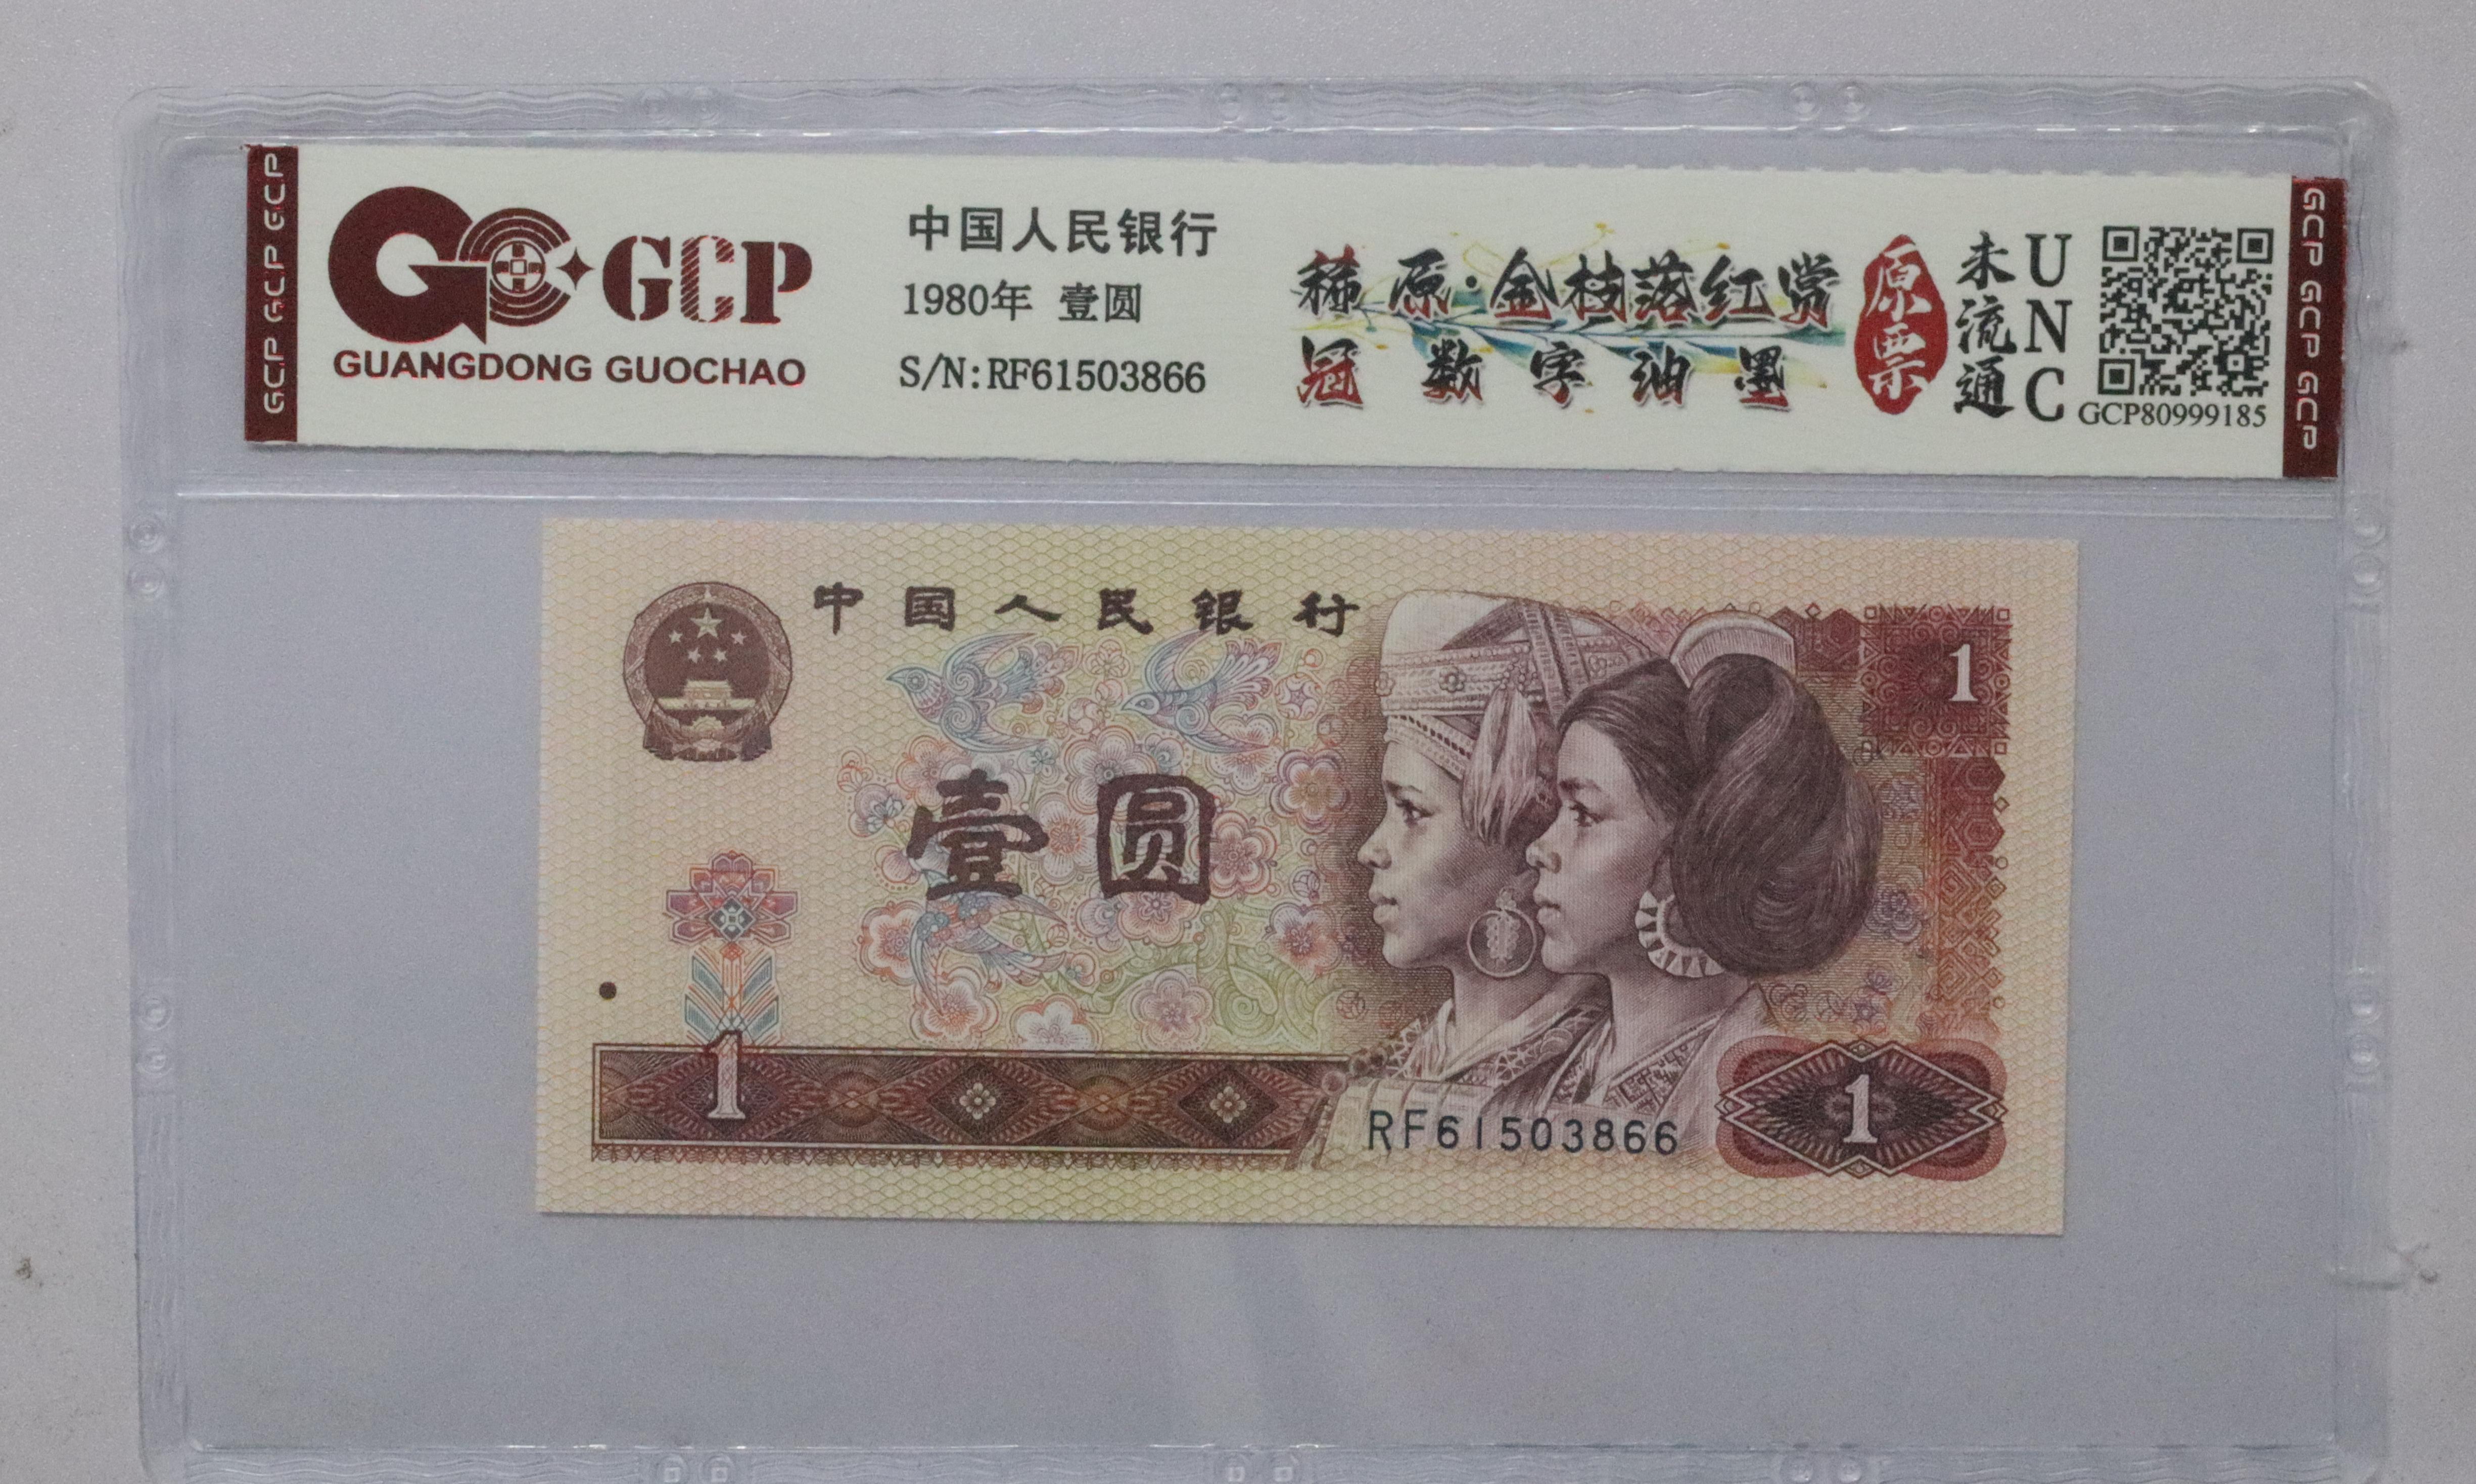 GCP GCP GCP
GCP
GUANGDONG GUOCHAO
中国人民银行
1980年 壹圆
S/N:RF61503866
稀原·金枝落红赏
冠数字油墨
原票
未流通
UNC
GCP80999185
GCP GCP GCP
中国人民银行
1
壹圆
1
RF61503866
1